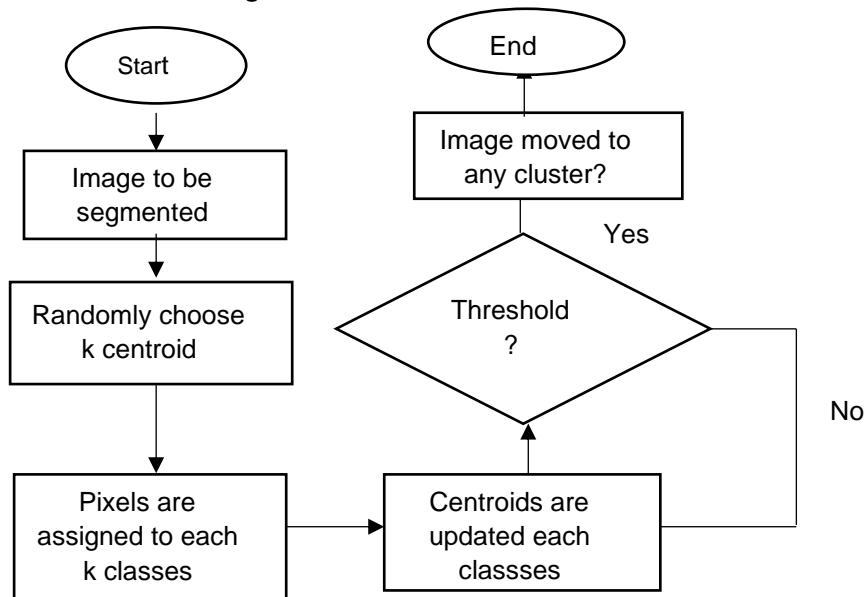 Start
Image to be
segmented
Randomly choose
k centroid
Pixels are
assigned to each
k classes
Centroids are
updated each
classses
Threshold
?
Yes
No
Image moved to
any cluster?
End